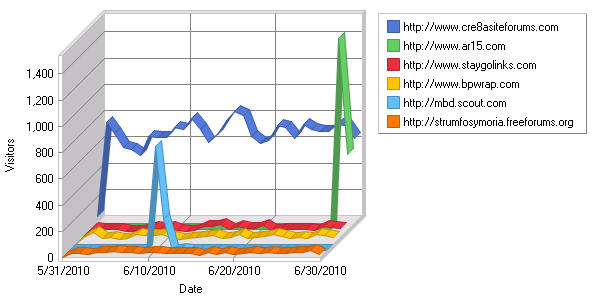 http://www.cre8asiteforums.com
http://www.ar15.com
http://www.staygolinks.com
http://www.bpwrap.com
http://mbd.scout.com
http://strumfosymoria.freeforums.org
Visitors
1,400
1,200
1,000
800
600
400
200
0
5/31/2010 6/10/2010 6/20/2010 6/30/2010
Date